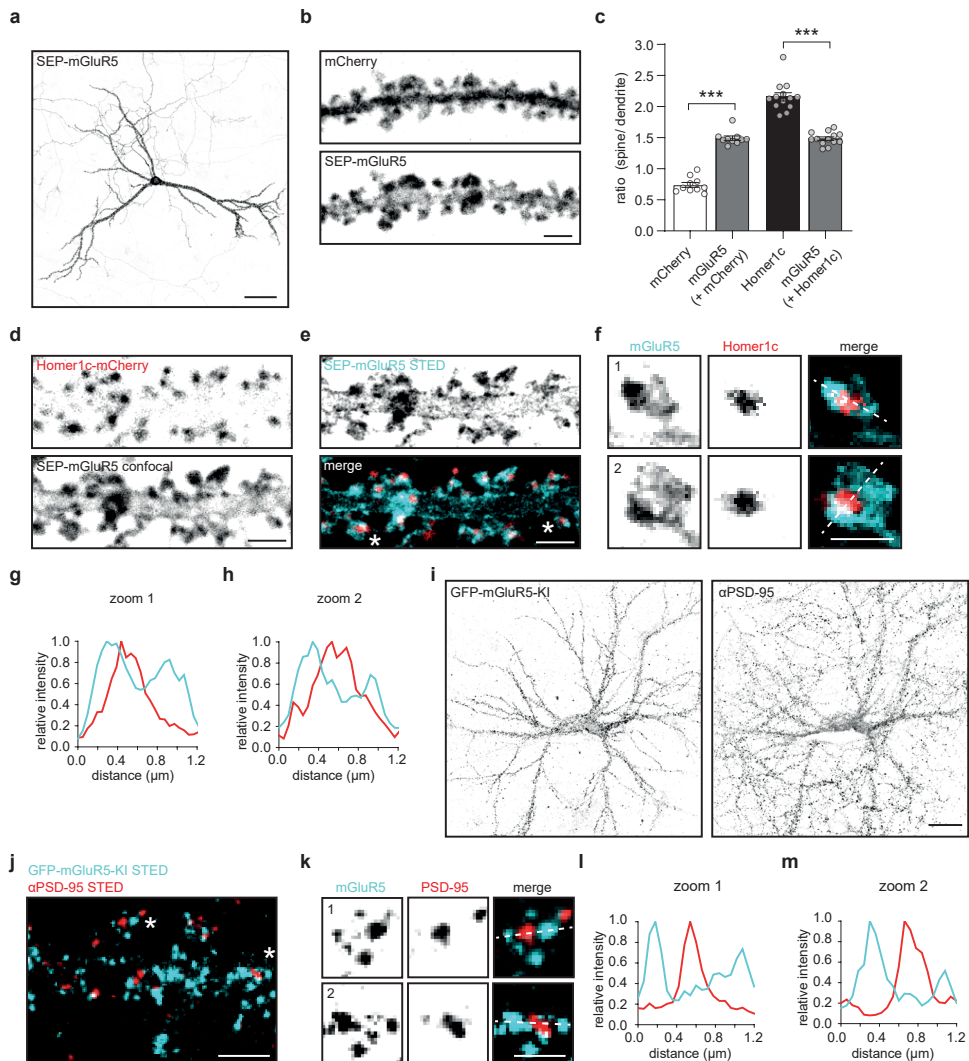 a
SEP-mGluR5
b
mCherry
SEP-mGluR5
c
ratio (spine/ dendrite)
3.0
2.5
2.0
1.5
1.0
0.5
0.0
***
***
mCherry
mGluR5
(+ mCherry)
Homer1c
mGluR5
(+ Homer1c)
d
Homer1c-mCherry
SEP-mGluR5 confocal
e
SEP-mGluR5 STED
merge
*
*
f
mGluR5
Homer1c
merge
1
2
g
zoom 1
relative intensity
1.0
0.8
0.6
0.4
0.2
0
0.0 0.4 0.8 1.2
distance (μm)
h
zoom 2
relative intensity
1.0
0.8
0.6
0.4
0.2
0
0.0 0.4 0.8 1.2
distance (μm)
i
GFP-mGluR5-KI
αPSD-95
j
GFP-mGluR5-KI STED
αPSD-95 STED
*
*
k
mGluR5
PSD-95
merge
1
2
l
zoom 1
relative intensity
1.0
0.8
0.6
0.4
0.2
0
0.0 0.4 0.8 1.2
distance (μm)
m
zoom 2
relative intensity
1.0
0.8
0.6
0.4
0.2
0
0.0 0.4 0.8 1.2
distance (μm)